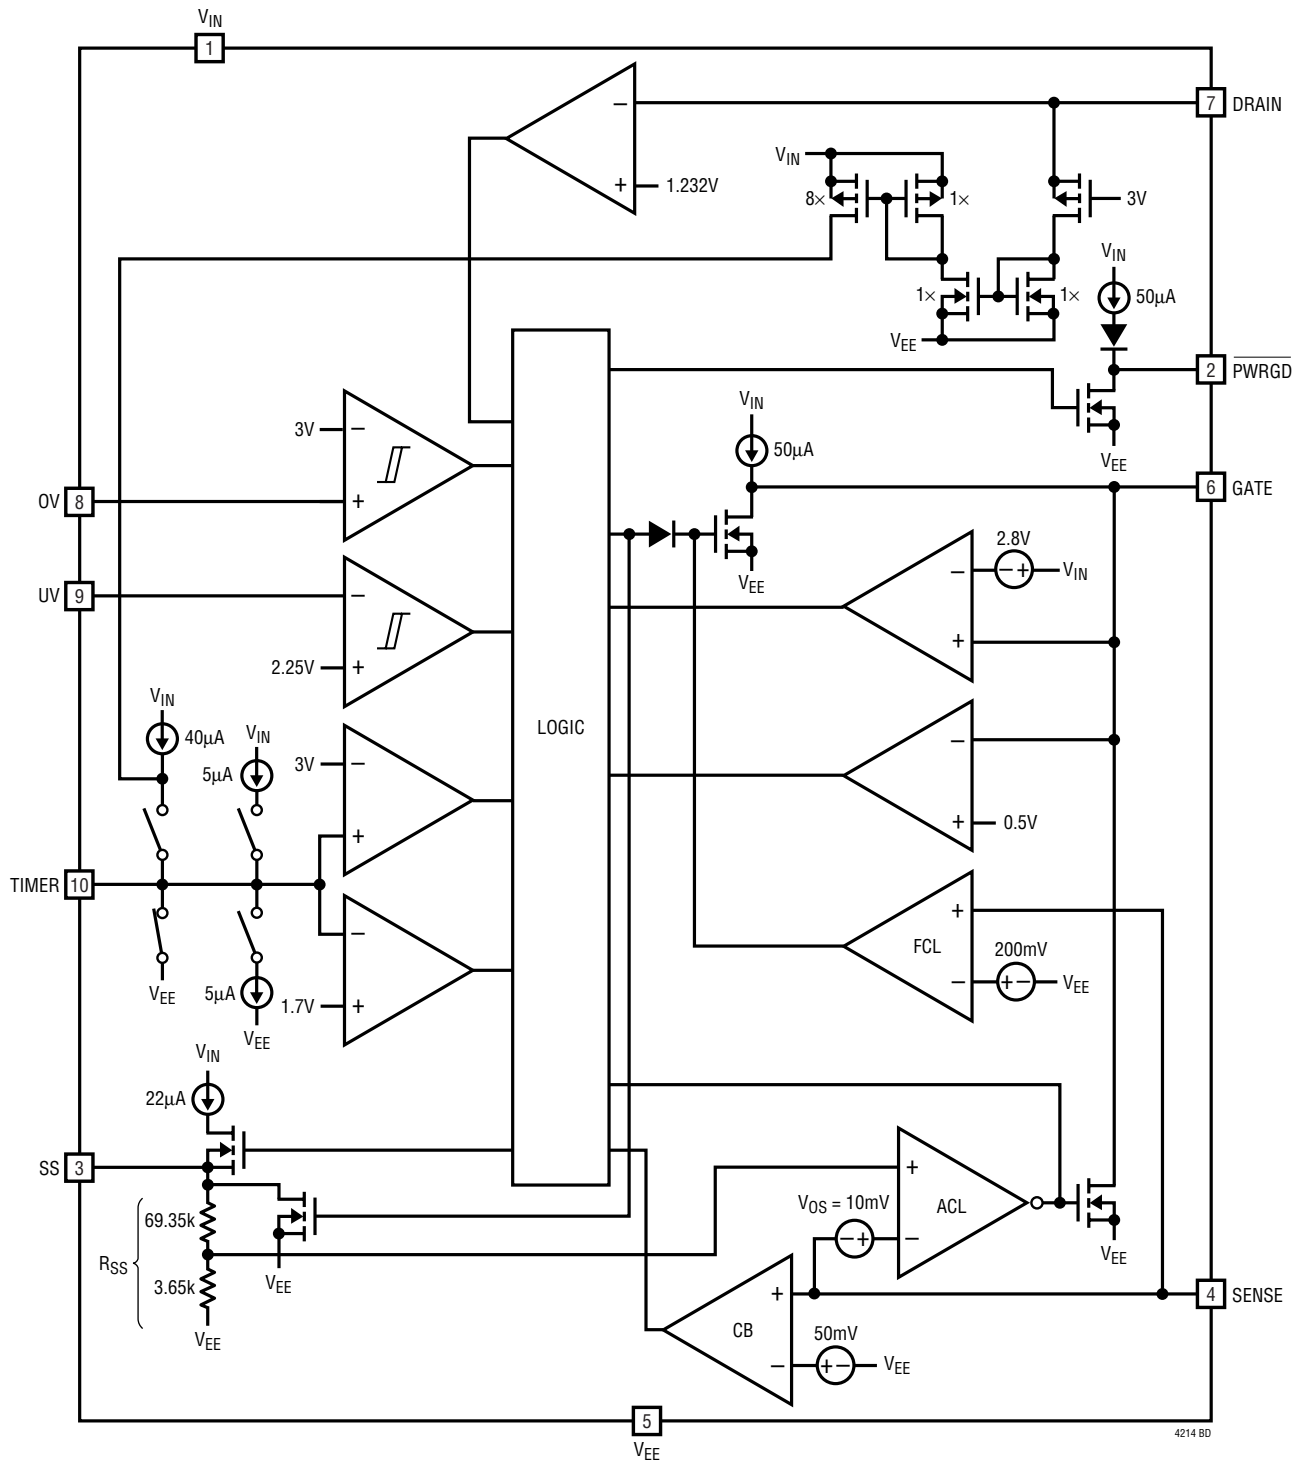 VIN
1
7 DRAIN
−
+ 1.232V
VIN
8× 1×
3V
VIN
50µA
1× 1×
VEE
2 PWRGD
VEE
VIN
50µA
6 GATE
3V −
OV 8 +
VEE
2.8V
− − + VIN
+
UV 9 −
2.25V +
LOGIC
VIN
40µA
VIN
5µA
3V −
+
−
+ 0.5V
TIMER 10
VEE
5µA
VEE
−
1.7V +
+
FCL
200mV
− + − VEE
VIN
22µA
SS 3
69.35k
RSS
3.65k
VEE
VEE
+
VOS = 10mV
ACL
− + −
VEE
4 SENSE
+
CB
50mV
− + − VEE
5
VEE
4214 BD